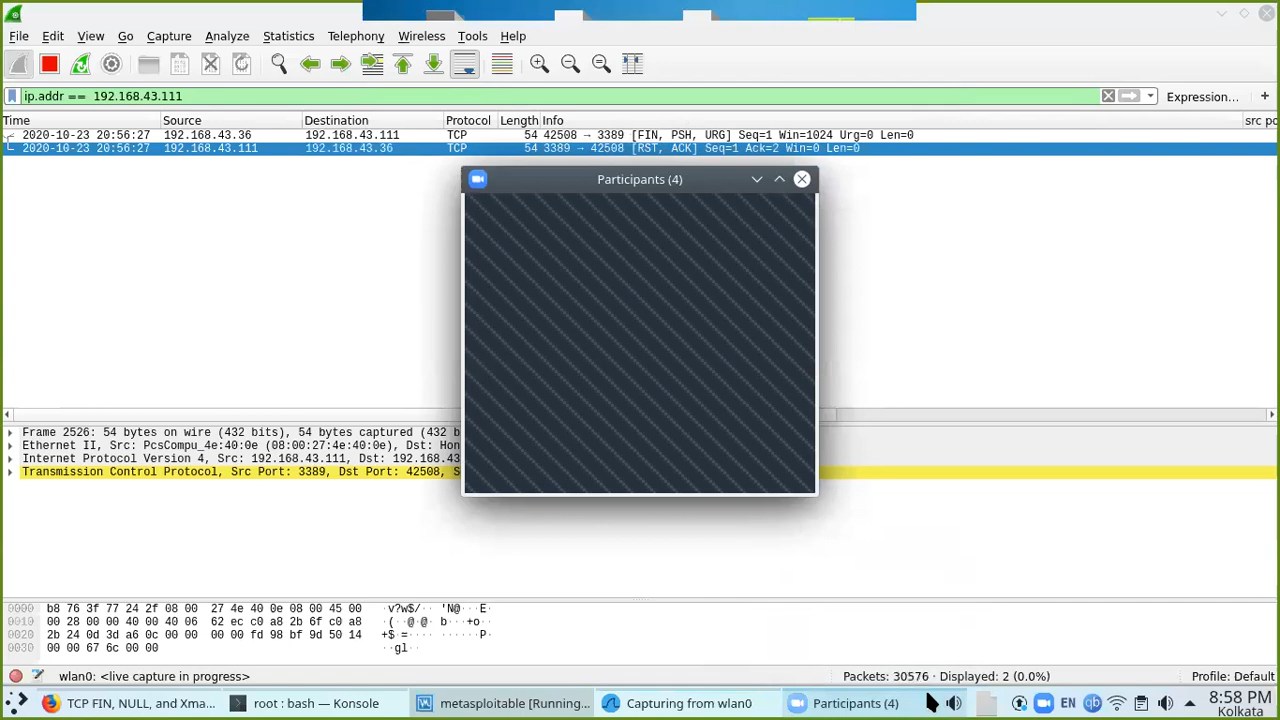 File Edit View Go Capture Analyze Statistics Telephony Wireless Tools Help
ip.addr == 192.168.43.111 Expression… +
Time Source Destination Protocol Length Info src po
2020-10-23 20:56:27 192.168.43.36 192.168.43.111 TCP 54 42508 → 3389 [FIN, PSH, URG] Seq=1 Win=1024 Urg=0 Len=0
2020-10-23 20:56:27 192.168.43.111 192.168.43.36 TCP 54 3389 → 42508 [RST, ACK] Seq=1 Ack=2 Win=0 Len=0
Participants (4)
Frame 2526: 54 bytes on wire (432 bits), 54 bytes captured (432 b
Ethernet II, Src: PcsCompu_4e:40:0e (08:00:27:4e:40:0e), Dst: Hon
Internet Protocol Version 4, Src: 192.168.43.111, Dst: 192.168.43
Transmission Control Protocol, Src Port: 3389, Dst Port: 42508, S
0000 b8 76 3f 77 24 2f 08 00 27 4e 40 0e 08 00 45 00 ·v?w$/·· 'N@···E·
0010 00 28 00 00 40 00 40 06 62 ec c0 a8 2b 6f c0 a8 ·(··@·@· b···+o··
0020 2b 24 0d 3d a6 0c 00 00 00 00 fd 98 bf 9d 50 14 +$·=···· ······P·
0030 00 00 67 6c 00 00 ··gl··
wlan0: <live capture in progress> Packets: 30576 · Displayed: 2 (0.0%) Profile: Default
TCP FIN, NULL, and Xma... root : bash — Konsole metasploitable [Running... Capturing from wlan0 Participants (4) EN qb 8:58 PM
Kolkata